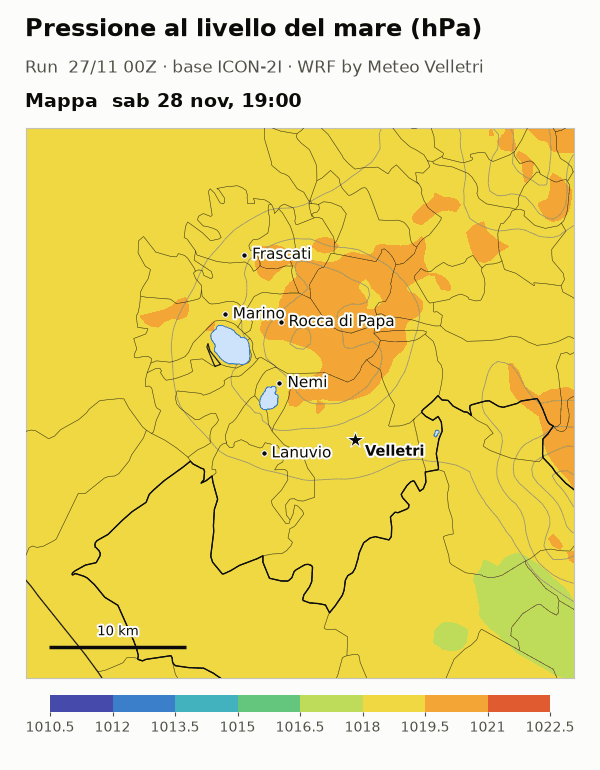 Pressione al livello del mare (hPa)
Run  27/11 00Z · base ICON-2I · WRF by Meteo Velletri
Mappa  sab 28 nov, 19:00
Frascati
Marino
Rocca di Papa
Nemi
Velletri
Lanuvio
10 km
1010.5 1012 1013.5 1015 1016.5 1018 1019.5 1021 1022.5